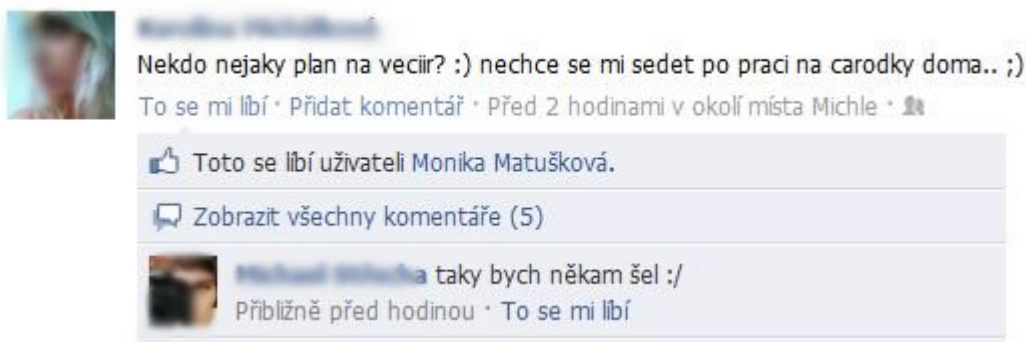 Nekdo nejaky plan na veciir? :) nechce se mi sedet po praci na carodky doma.. ;)
To se mi líbí · Přidat komentář · Před 2 hodinami v okolí místa Michle ·
Toto se líbí uživateli Monika Matušková.
Zobrazit všechny komentáře (5)
taky bych někam šel :/
Přibližně před hodinou · To se mi líbí